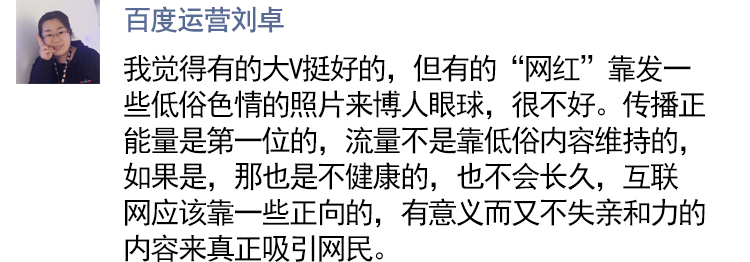 百度运营刘卓
我觉得有的大V挺好的，但有的“网红”靠发一
些低俗色情的照片来博人眼球，很不好。传播正
能量是第一位的，流量不是靠低俗内容维持的，
如果是，那也是不健康的，也不会长久，互联
网应该靠一些正向的，有意义而又不失亲和力的
内容来真正吸引网民。